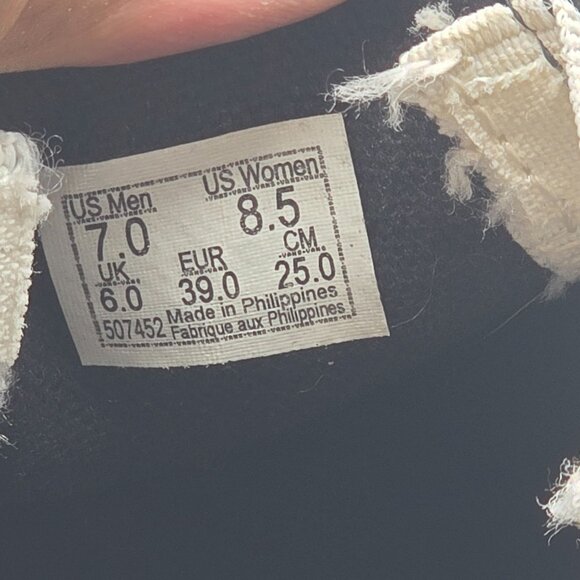 US Men US Women
7.0 8.5
UK EUR CM
6.0 39.0 25.0
507452 Made in Philippines
Fabrique aux Philippines